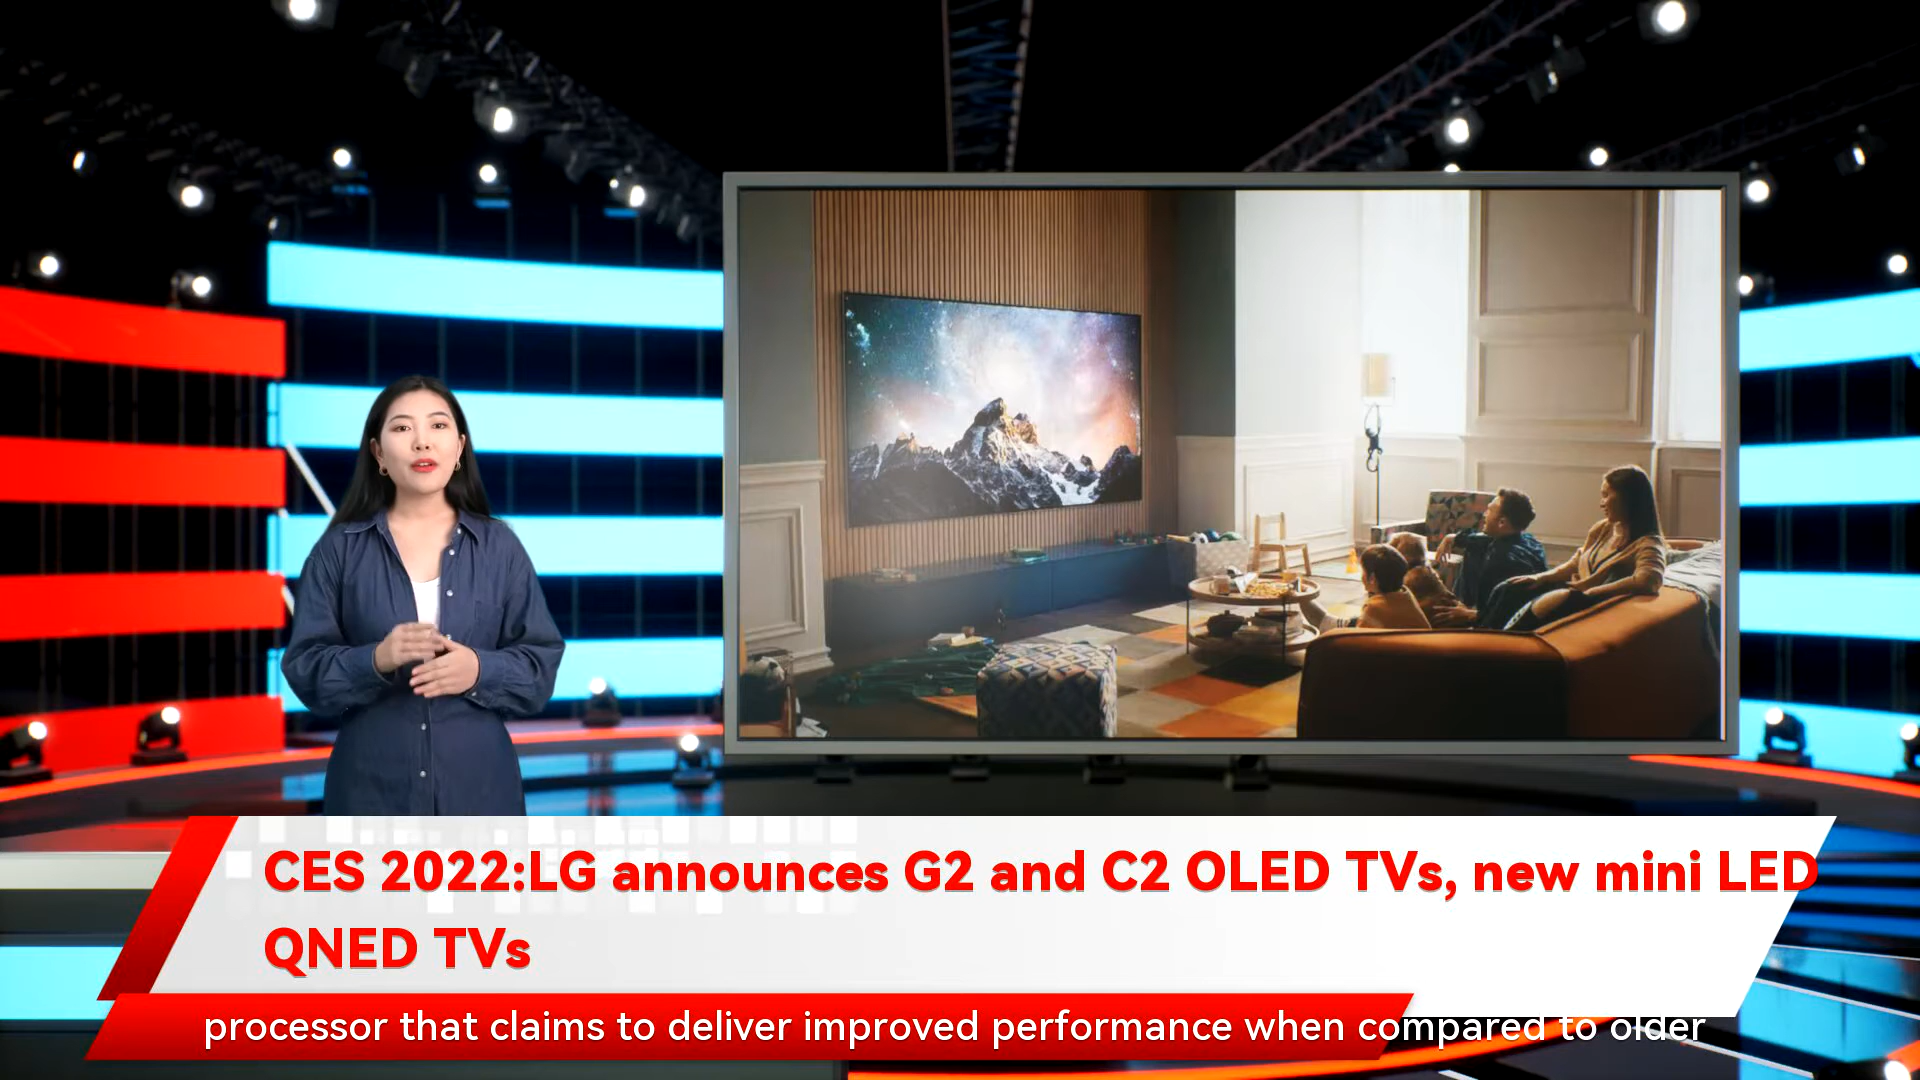 CES 2022:LG announces G2 and C2 OLED TVs, new mini LED
QNED TVs
processor that claims to deliver improved performance when compared to older